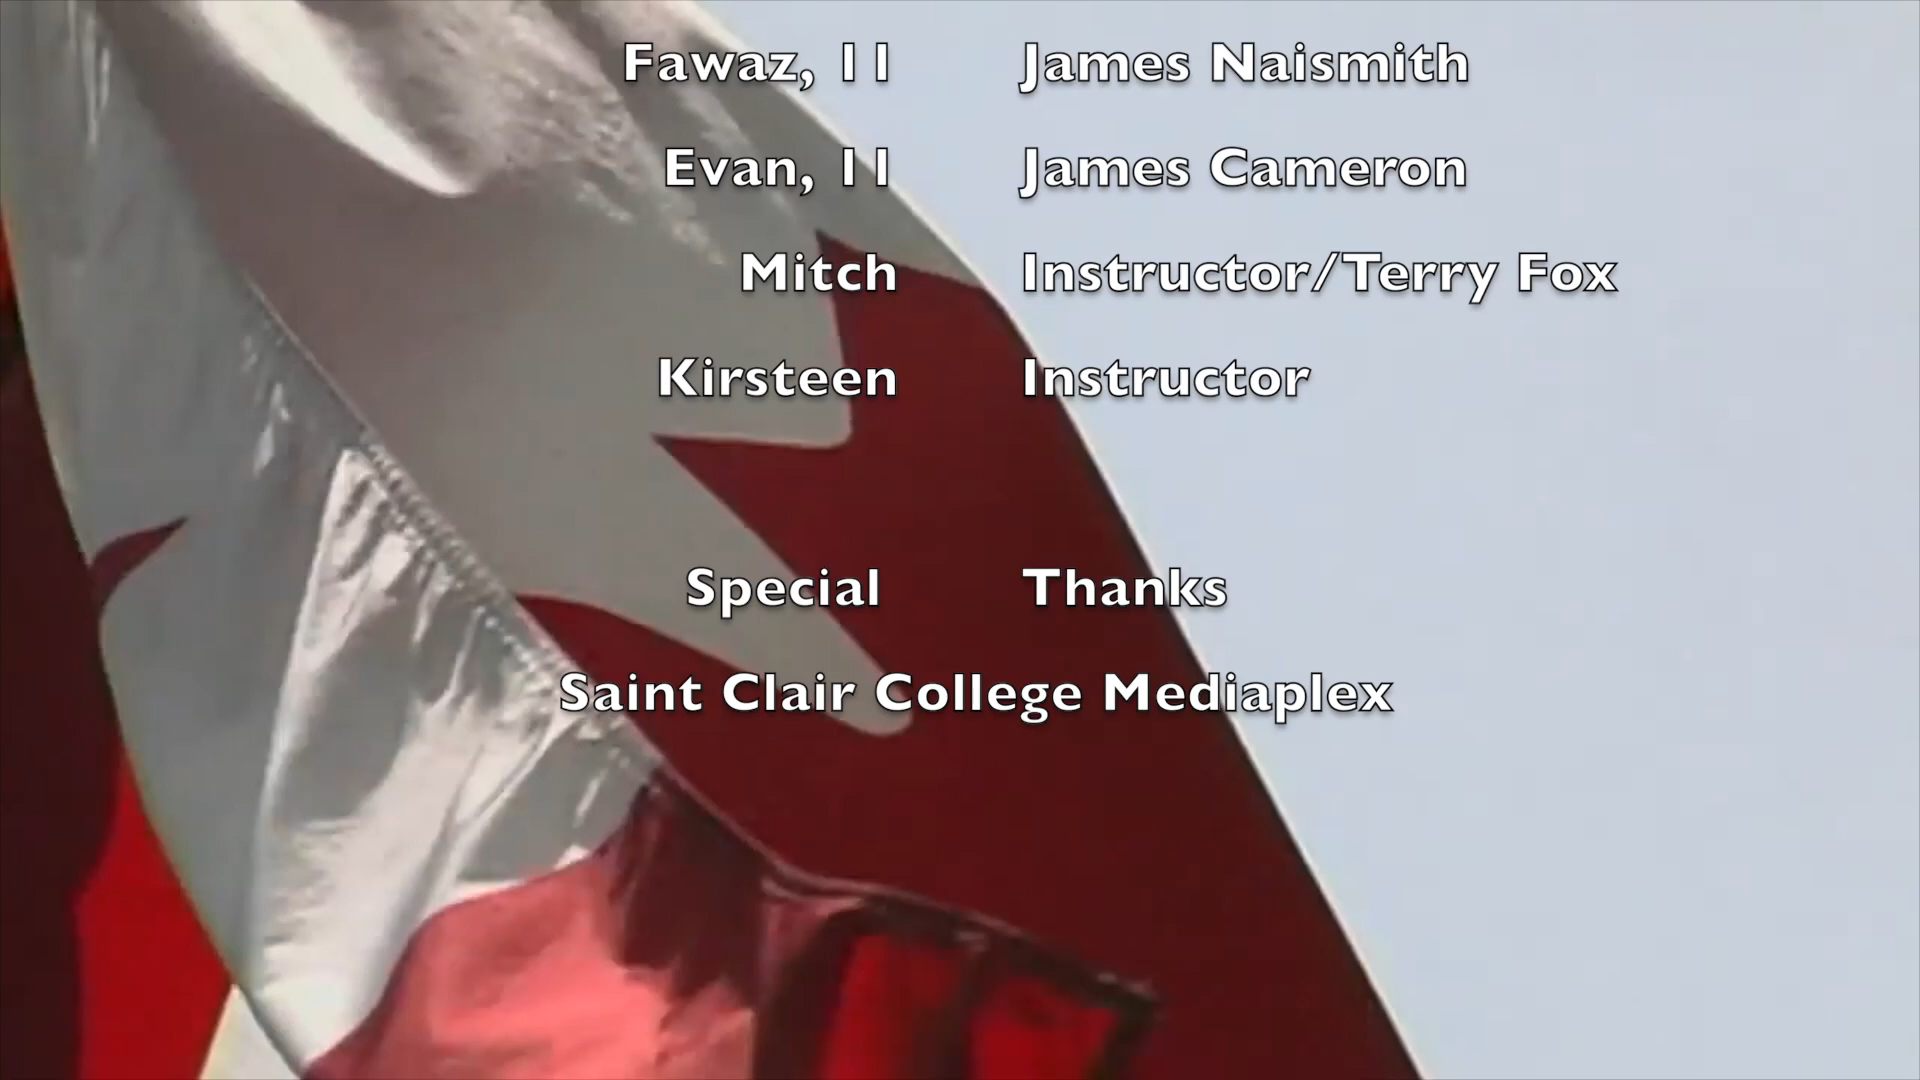 Fawaz, 11 James Naismith
Evan, 11 James Cameron
Mitch Instructor/Terry Fox
Kirsteen Instructor
Special Thanks
Saint Clair College Mediaplex